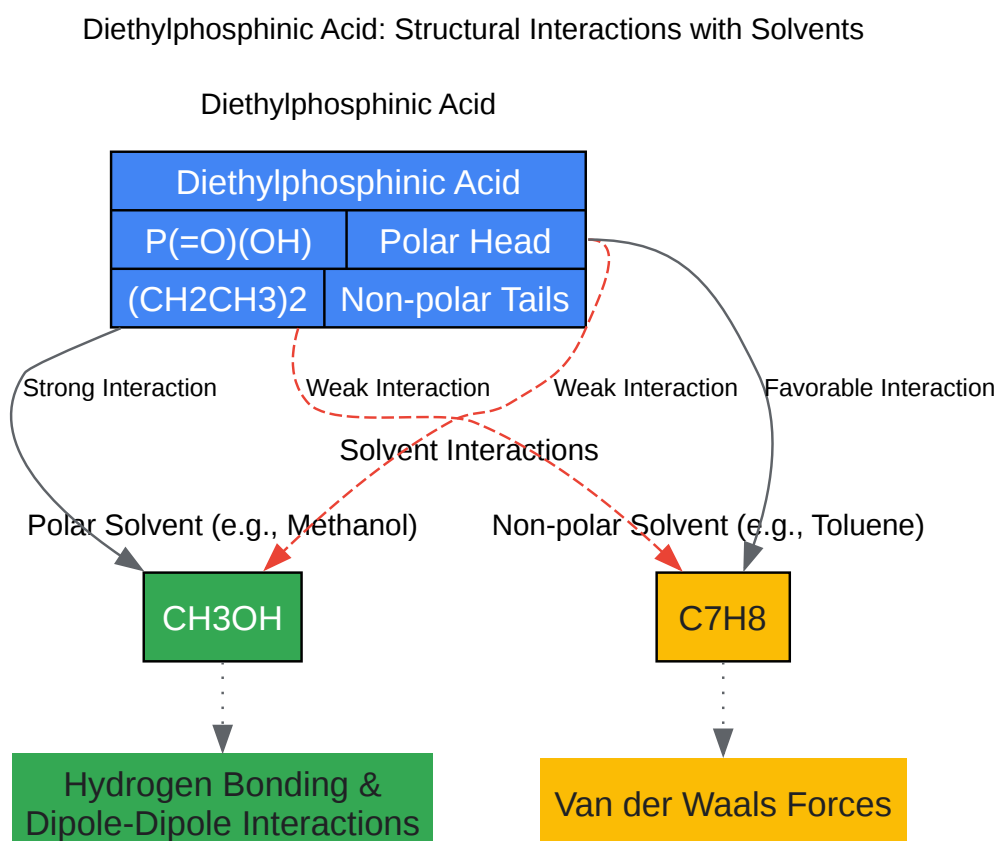 Diethylphosphinic Acid: Structural Interactions with Solvents
Diethylphosphinic Acid
Diethylphosphinic Acid
P(=O)(OH)
Polar Head
(CH2CH3)2
Non-polar Tails
Strong Interaction
Weak Interaction
Weak Interaction
Favorable Interaction
Solvent Interactions
Polar Solvent (e.g., Methanol)
Non-polar Solvent (e.g., Toluene)
CH3OH
C7H8
Hydrogen Bonding &
Dipole-Dipole Interactions
Van der Waals Forces